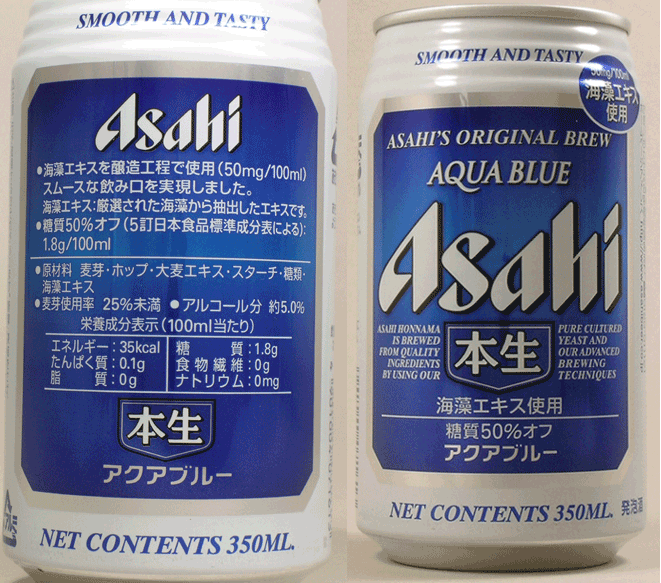 SMOOTH AND TASTY
Asahi
●海藻エキスを醸造工程で使用(50mg/100ml)
スムースな飲み口を実現しました。
海藻エキス:厳選された海藻から抽出したエキスです。
●糖質50%オフ(5訂日本食品標準成分表による):
1.8g/100ml
●原材料 麦芽・ホップ・大麦エキス・スターチ・糖類・
海藻エキス
●麦芽使用率 25%未満 ●アルコール分 約5.0%
栄養成分表示(100ml当たり)
エネルギー:35kcal
たんぱく質:0.1g
脂質:0g
糖質:1.8g
食物繊維:0g
ナトリウム:0mg
本生
アクアブルー
NET CONTENTS 350ML.
SMOOTH AND TASTY
50mg/100ml
海藻エキス
使用
ASAHI'S ORIGINAL BREW
AQUA BLUE
Asahi
ASAHI HONNAMA
IS BREWED
FROM QUALITY
INGREDIENTS
BY USING OUR
本生
PURE CULTURED
YEAST AND
OUR ADVANCED
BREWING
TECHNIQUES
海藻エキス使用
糖質50%オフ
アクアブルー
NET CONTENTS 350ML.
発泡酒